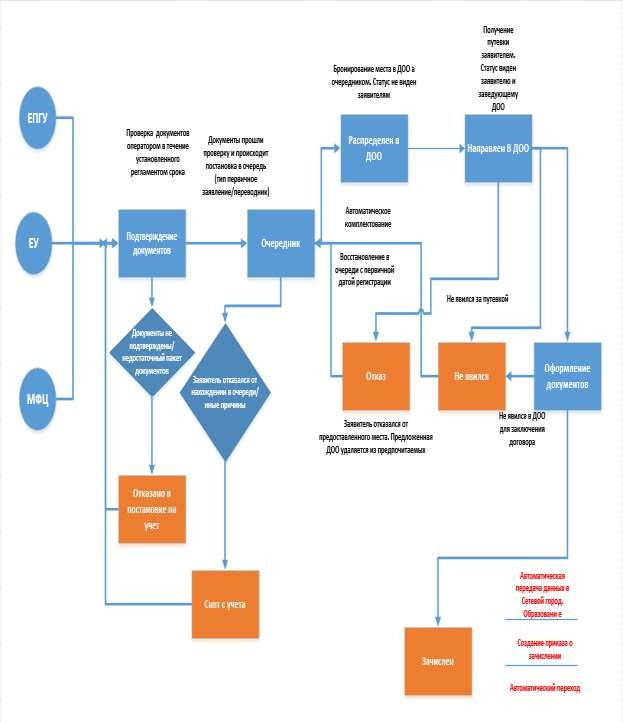 Получение
путевки
заявителем.
Статус виден
заявителю и
заведующему
ДОО
Бронирование места в ДОО а
очередником. Статус не виден
заявителям
ЕПГУ
Проверка документов
оператором в течение
установленного
регламентом срока
Документы прошли
проверку и происходит
постановка в очередь
(тип первичное
заявление/переводник)
Распределен в
ДОО
Направлен В ДОО
ЕУ
Подтверждение
документов
Очередник
Автоматическое
комплектование
Восстановление в
очереди с первичной
датой регистрации
Не явился за путевкой
Документы не
подтверждены/
недостаточный пакет
документов
Заявитель отказался от
нахождении в очереди/
иные причины
МФЦ
Отказ
Не явился
Оформление
документов
Заявитель отказался от
предоставленного места. Предложенная
ДОО удаляется из предпочитаемых
Не явился в ДОО
для заключения
договора
Отказано в
постановке на
учет
Снят с учета
Зачислен
Автоматическая
передача данных в
Сетевой город.
Образовани е
Создание приказа о
зачислении
Автоматический переход